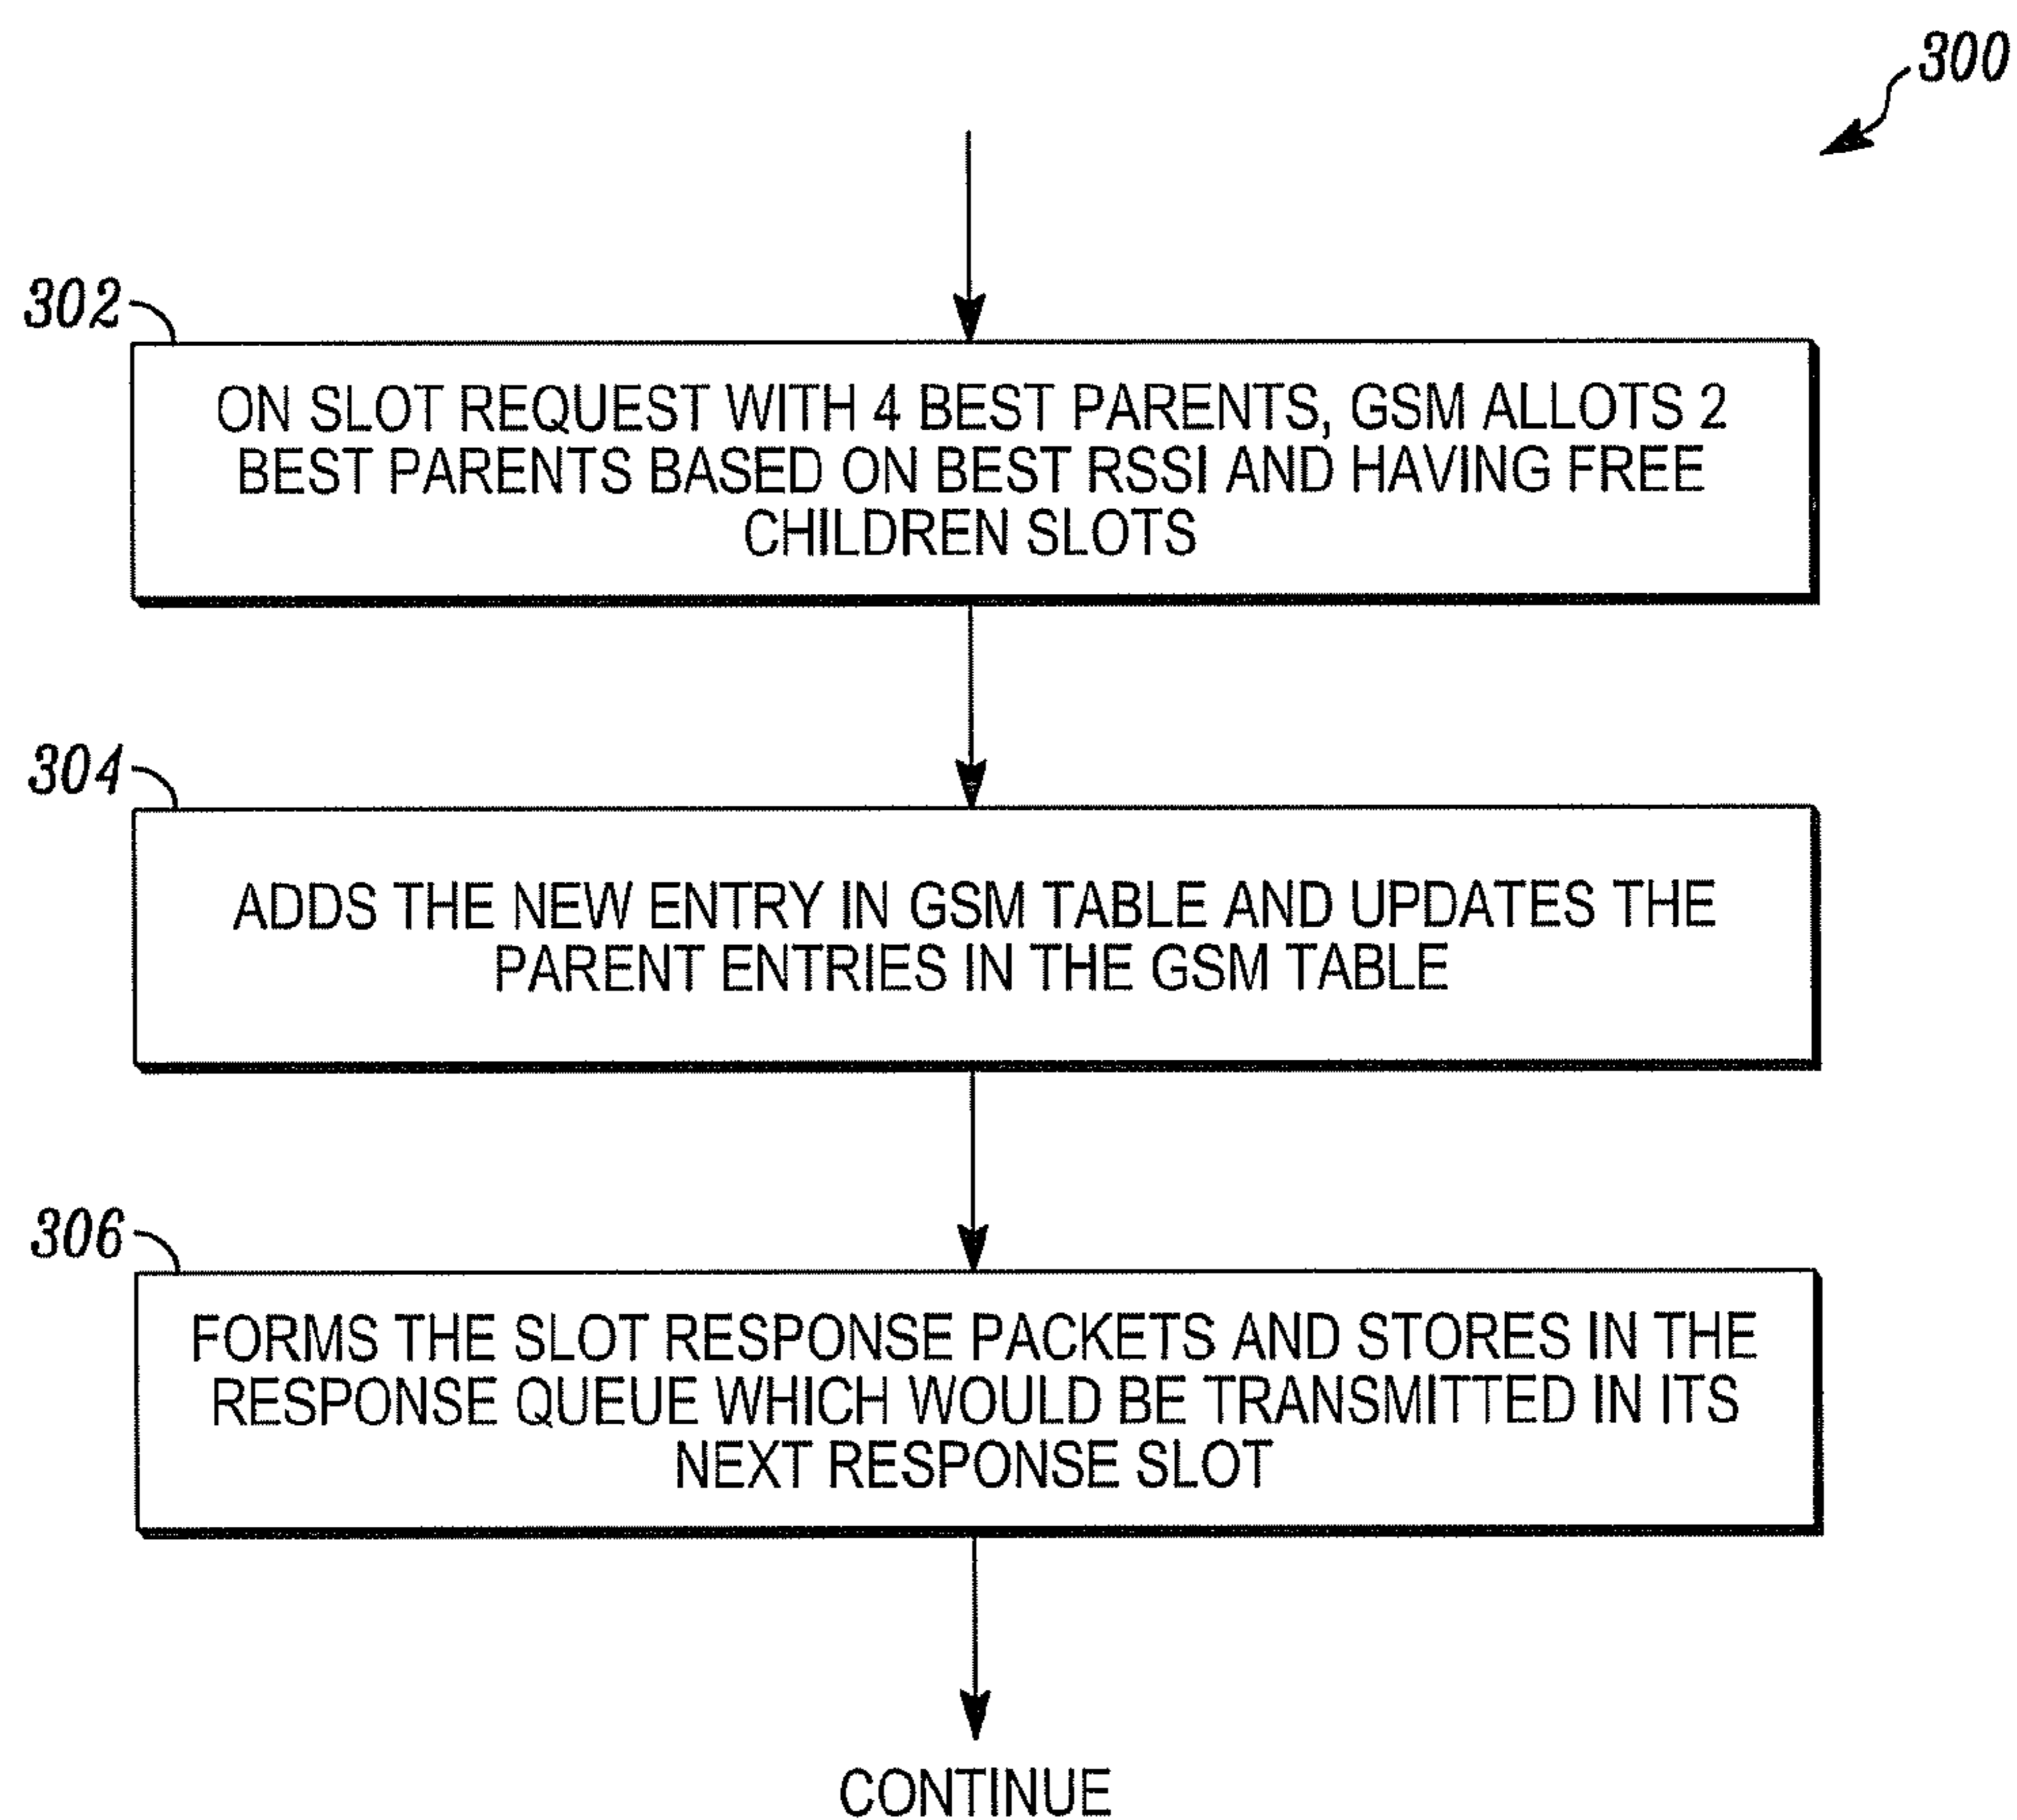 300
302
ON SLOT REQUEST WITH 4 BEST PARENTS, GSM ALLOTS 2
BEST PARENTS BASED ON BEST RSSI AND HAVING FREE
CHILDREN SLOTS
304
ADDS THE NEW ENTRY IN GSM TABLE AND UPDATES THE
PARENT ENTRIES IN THE GSM TABLE
306
FORMS THE SLOT RESPONSE PACKETS AND STORES IN THE
RESPONSE QUEUE WHICH WOULD BE TRANSMITTED IN ITS
NEXT RESPONSE SLOT
CONTINUE